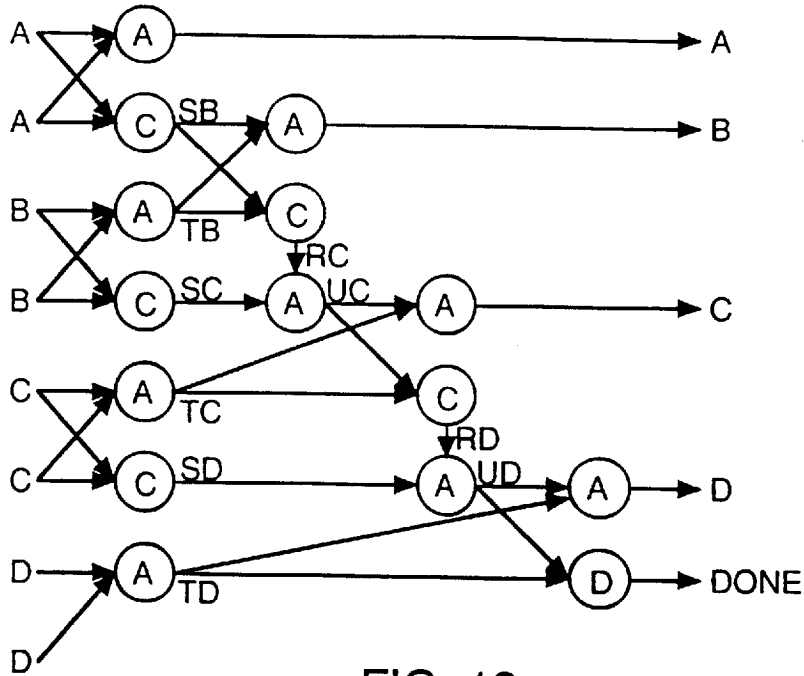 A A A
A C SB A B
B A TB C
RC
B C SC A UC A C
C A TC C
RD
C C SD A UD A D
D A TD D DONE
D